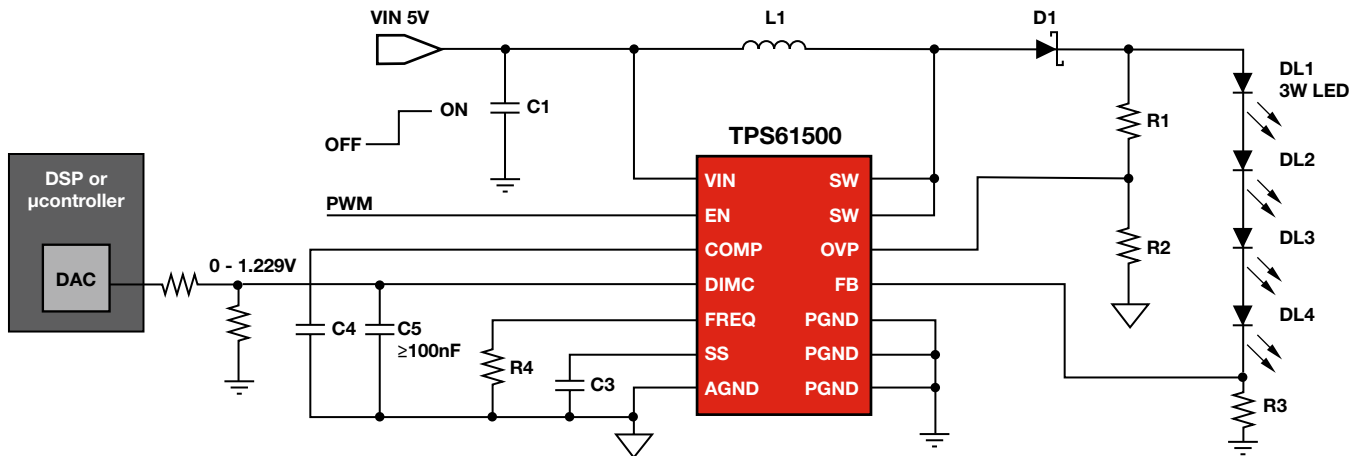 VIN 5V
L1
D1
DL1
3W LED
C1
ON
OFF
R1
TPS61500
DSP or
µcontroller
DAC
VIN
SW
DL2
PWM
EN
SW
COMP
OVP
R2
DL3
0 - 1.229V
DIMC
FB
FREQ
PGND
DL4
C4
C5
≥100nF
R4
SS
PGND
C3
AGND
PGND
R3